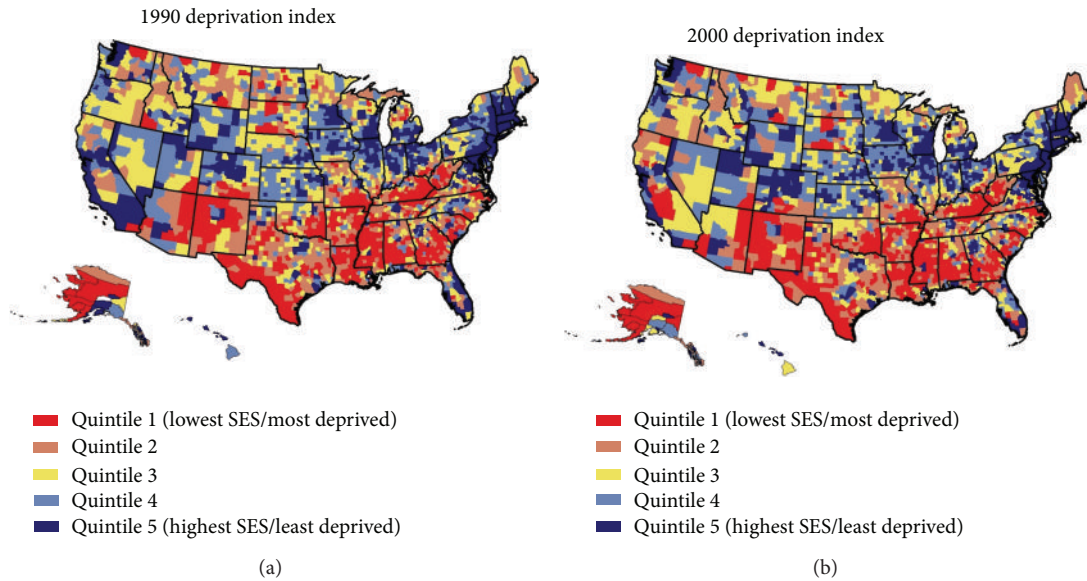 1990 deprivation index
2000 deprivation index
Quintile 1 (lowest SES/most deprived)
Quintile 2
Quintile 3
Quintile 4
Quintile 5 (highest SES/least deprived)
(a)
Quintile 1 (lowest SES/most deprived)
Quintile 2
Quintile 3
Quintile 4
Quintile 5 (highest SES/least deprived)
(b)